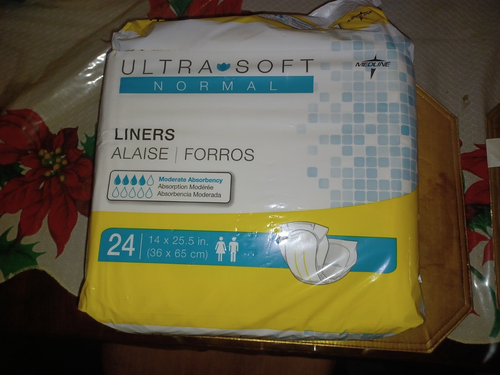 ULTRA SOFT
NORMAL
MEDLINE
LINERS
ALAISE | FORROS
Moderate Absorbency
Absorption Modérée
Absorbencia Moderada
24
14 x 25.5 in.
(36 x 65 cm)